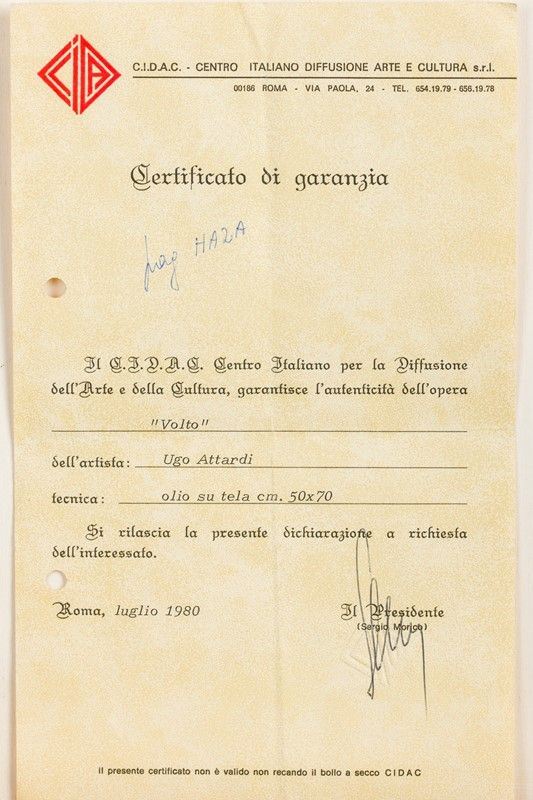 CIDA
C.I.D.A.C. - CENTRO ITALIANO DIFFUSIONE ARTE E CULTURA s.r.l.
00186 ROMA - VIA PAOLA, 24 - TEL. 654.19.79 - 656.19.78
Certificato di garanzia
HA2A
Il C.I.D.A.C. Centro Italiano per la Diffusione
dell'Arte e della Cultura, garantisce l'autenticità dell'opera
"Volto"
dell'artista: Ugo Attardi
tecnica: olio su tela cm. 50x70
Si rilascia la presente dichiarazione a richiesta
dell'interessato.
Roma, luglio 1980
Il Presidente
(Sergio Morico)
Il presente certificato non è valido non recando il bollo a secco CIDAC